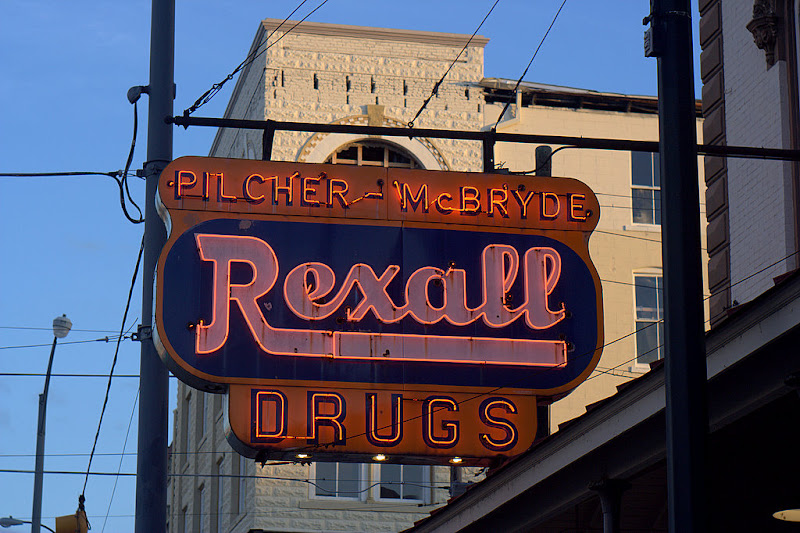 PILCHER - McBRYDE
Rexall
DRUGS